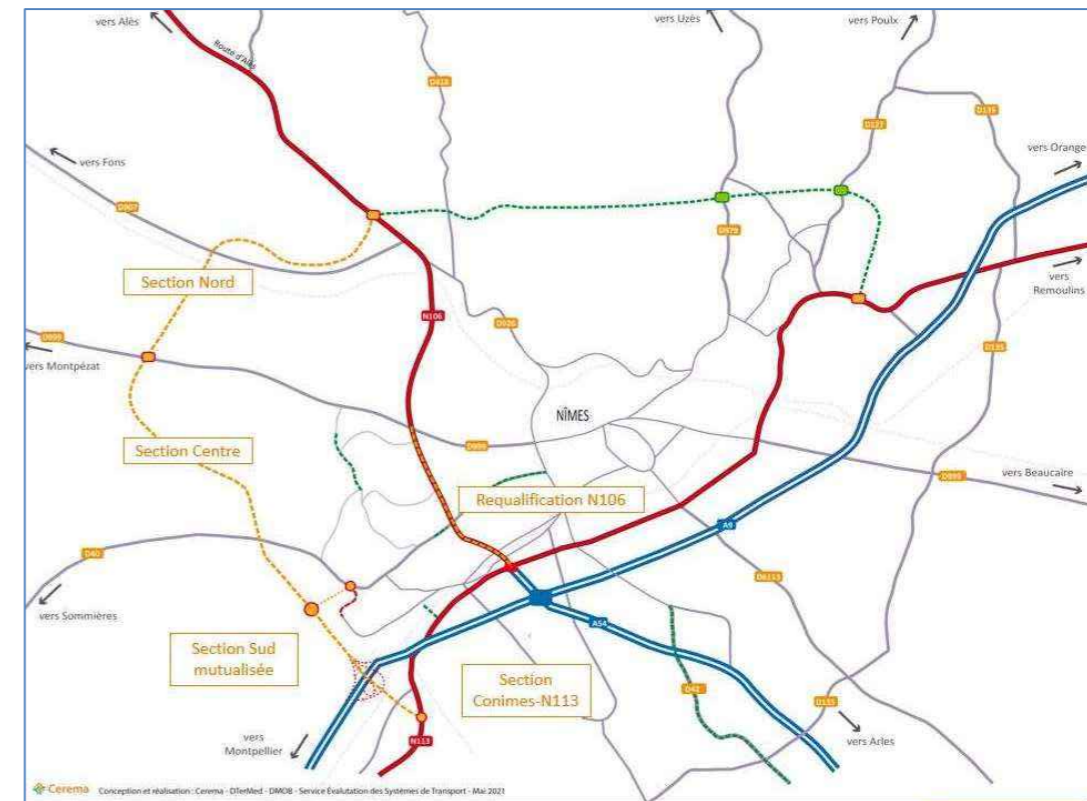 vers Alès
vers Uzès
vers Poulx
Route d'Alès
D418
D135
D127
vers Orange
vers Fons
D907
D979
Section Nord
vers
Remoulins
N106
D926
D999
D135
vers Montpézat
NÎMES
D999
Section Centre
vers Beaucaire
D999
Requalification N106
A9
D40
D6113
vers Sommières
A54
Section Sud
mutualisée
Section
Conimes-N113
D42
D135
vers
Montpellier
N113
vers Arles
Cerema Conception et réalisation : Cerema - DTerMed - DMOB - Service Évalutation des Systèmes de Transport - Mai 2021